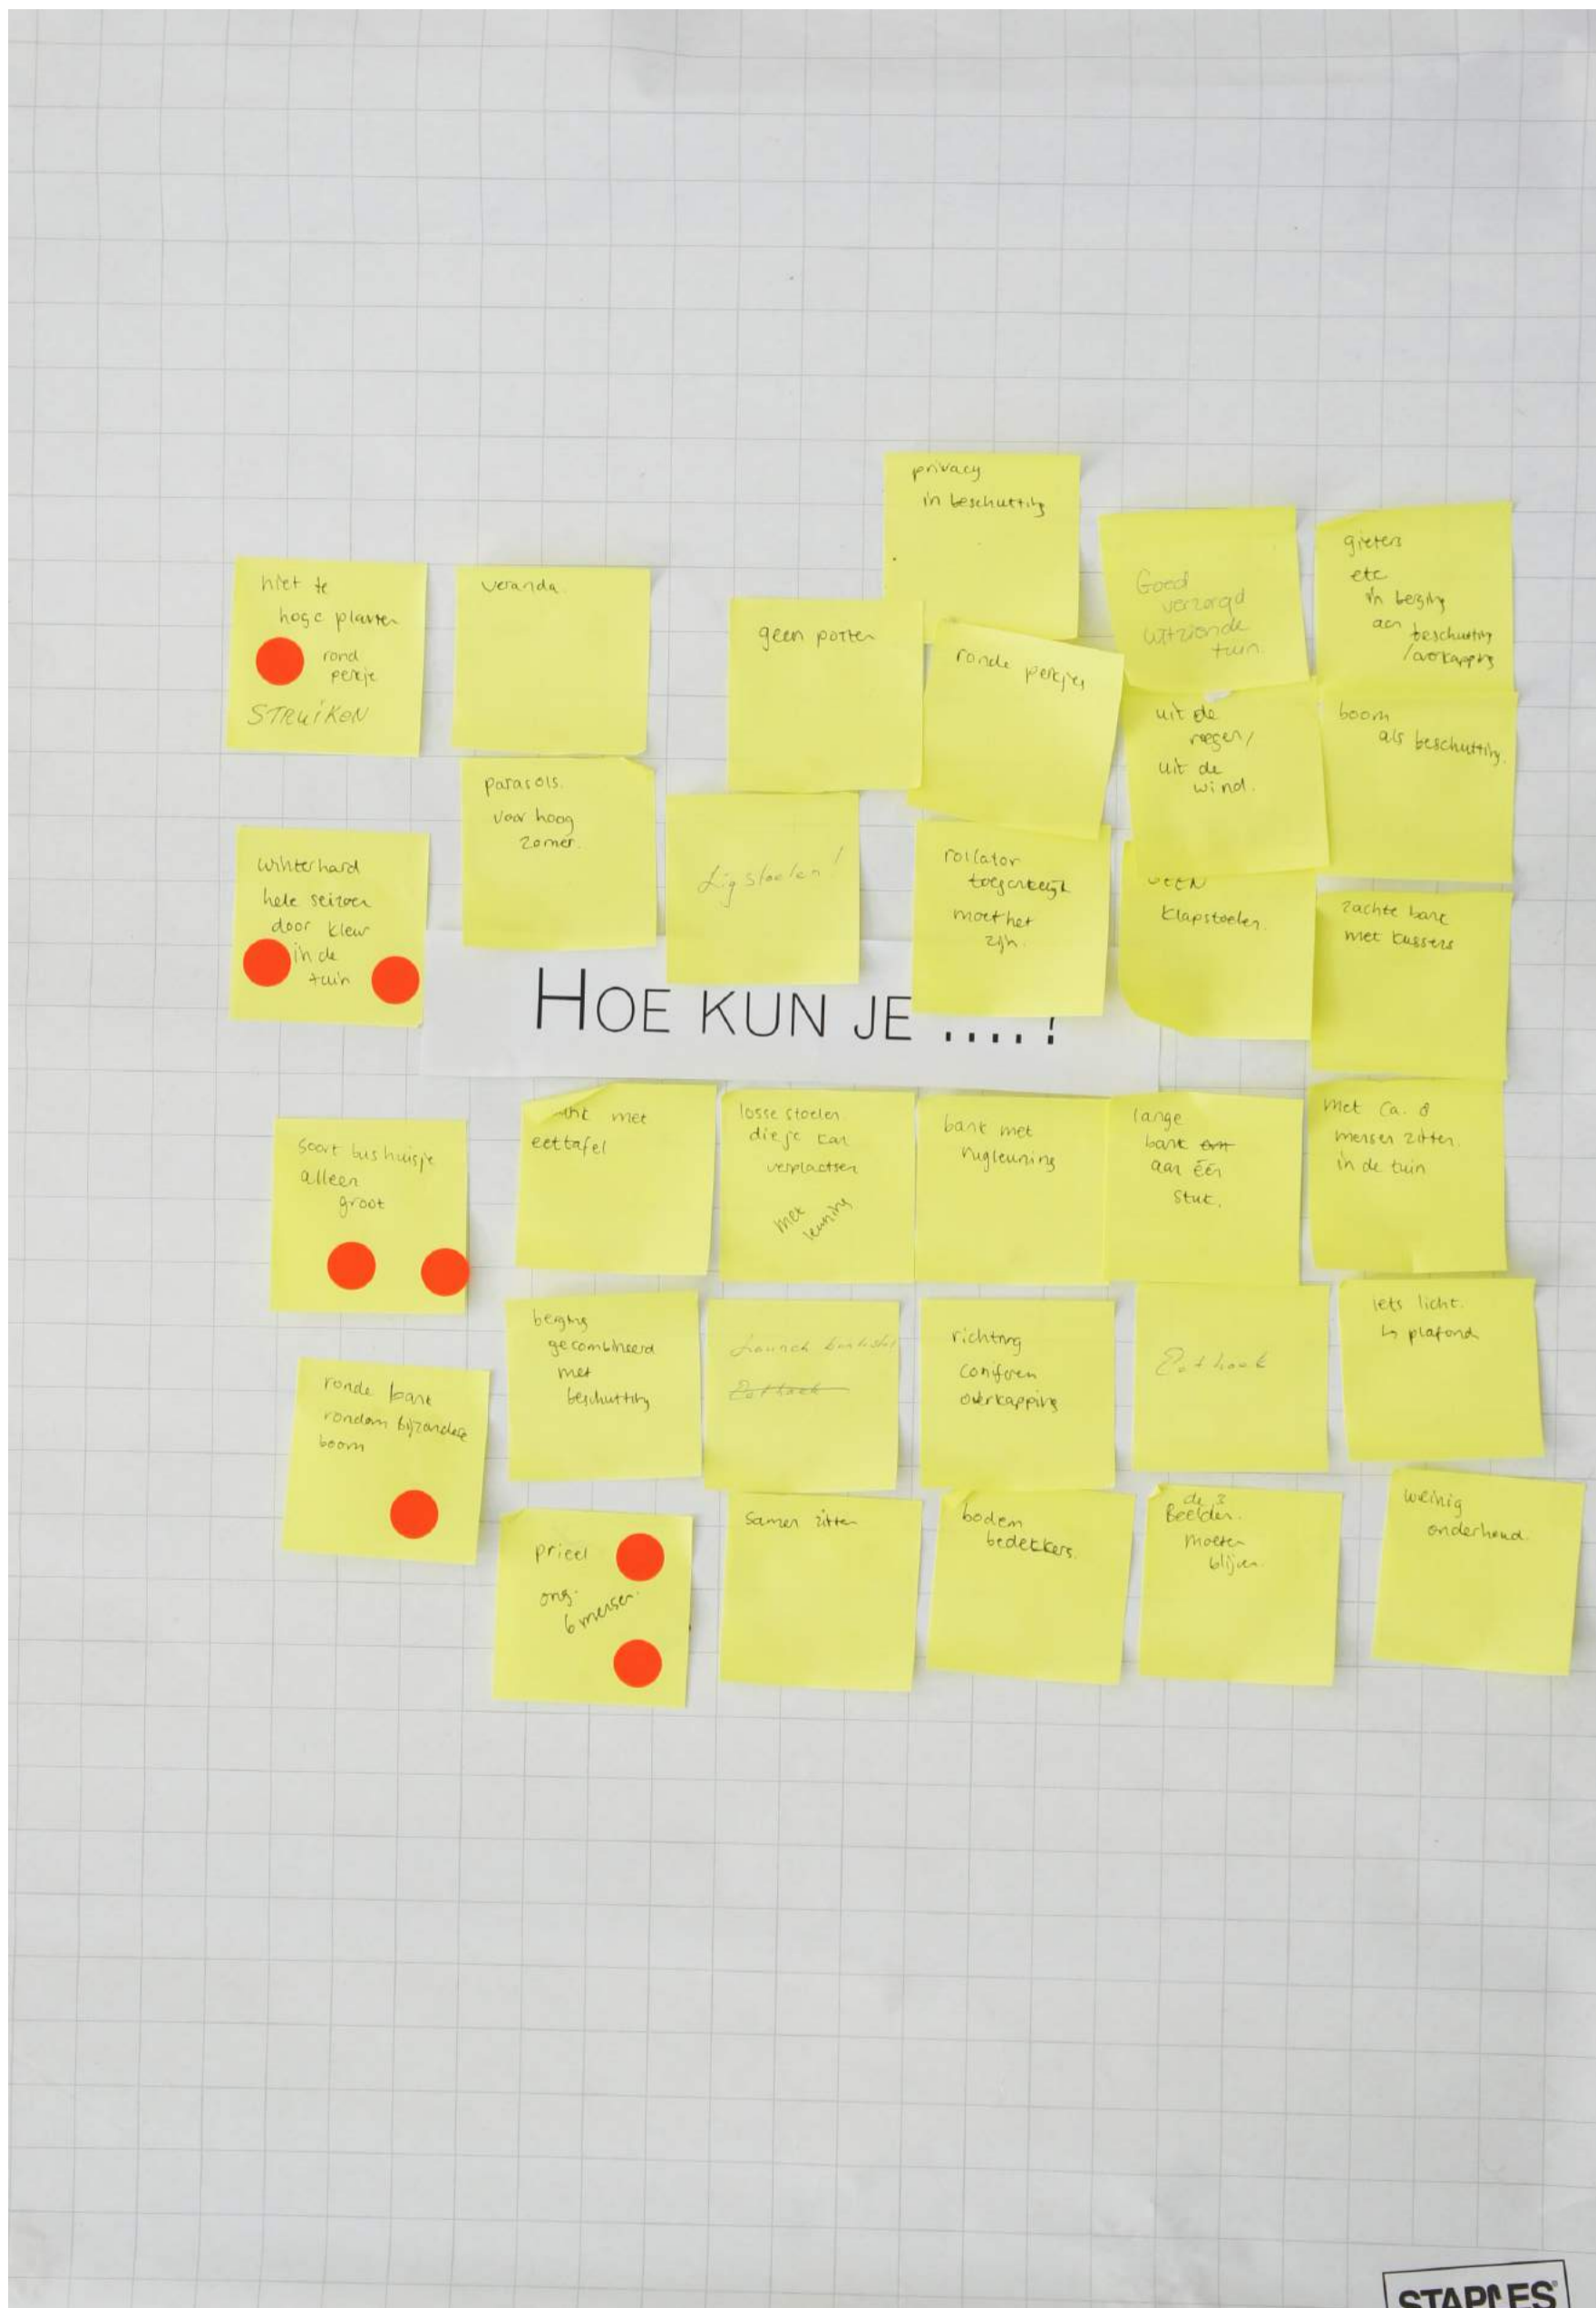 privacy
in beschutting
Goed
verzorgd
uitziende
tuin.
gieters
etc
in berging
aan beschutting
/overkapping
niet te
hoge planten
rond
perkje
STRUIKEN
veranda.
geen potten
ronde perkjes
uit de
regen/
uit de
wind.
boom
als beschutting.
parasols.
voor hoog
zomer.
Ligstoelen!
rollator
toegankelijk
moet het
zijn.
GEEN
klapstoelen.
zachte bank
met kussens
winterhard
hele seizoen
door kleur
in de
tuin
HOE KUN JE ....!
soort bushuisje
alleen
groot
met
eettafel
losse stoelen
die je kan
verplaatsen
met
leuning
bank met
rugleuning
lange
bank
aan één
stuk.
met ca. 8
mensen zitten.
in de tuin
ronde bank
rondom bijzondere
boom
berging
gecombineerd
met
beschutting
Eethoek
richting
coniferen
overkapping
Eethoek
iets licht.
↳ plafond
prieel
ong.
6 mensen.
samen zitten
bodem
bedekkers.
de 3
Beelden.
moeten
blijven.
weinig
onderhoud.
STAPLES